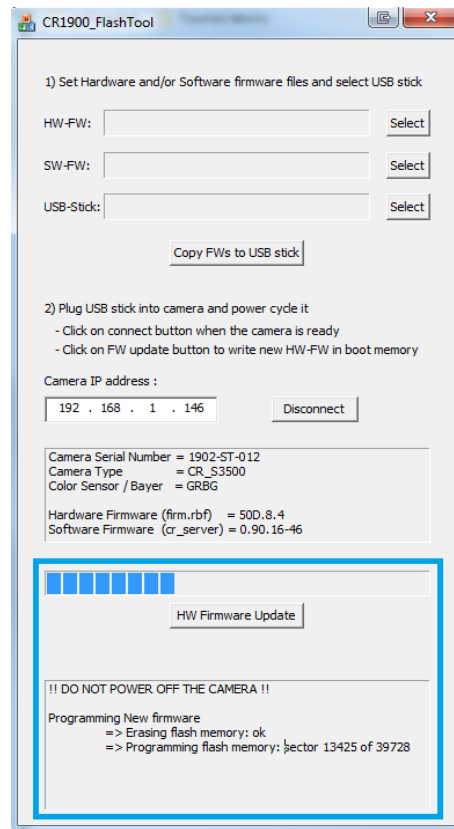 CR1900_FlashTool
1) Set Hardware and/or Software firmware files and select USB stick
HW-FW: Select
SW-FW: Select
USB-Stick: Select
Copy FWs to USB stick
2) Plug USB stick into camera and power cycle it
- Click on connect button when the camera is ready
- Click on FW update button to write new HW-FW in boot memory
Camera IP address :
192 . 168 . 1 . 146 Disconnect
Camera Serial Number = 1902-ST-012
Camera Type = CR_S3500
Color Sensor / Bayer = GRBG
Hardware Firmware (firm.rbf) = 50D.8.4
Software Firmware (cr_server) = 0.90.16-46
HW Firmware Update
!! DO NOT POWER OFF THE CAMERA !!
Programming New firmware
=> Erasing flash memory: ok
=> Programming flash memory: sector 13425 of 39728